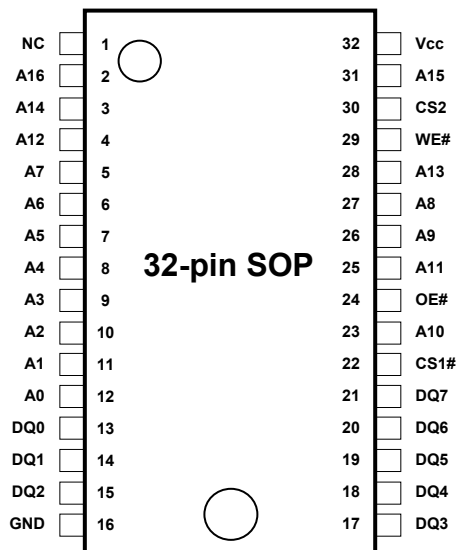 NC 1 32 Vcc
A16 2 31 A15
A14 3 30 CS2
A12 4 29 WE#
A7 5 28 A13
A6 6 27 A8
A5 7 26 A9
A4 8 32-pin SOP 25 A11
A3 9 24 OE#
A2 10 23 A10
A1 11 22 CS1#
A0 12 21 DQ7
DQ0 13 20 DQ6
DQ1 14 19 DQ5
DQ2 15 18 DQ4
GND 16 17 DQ3